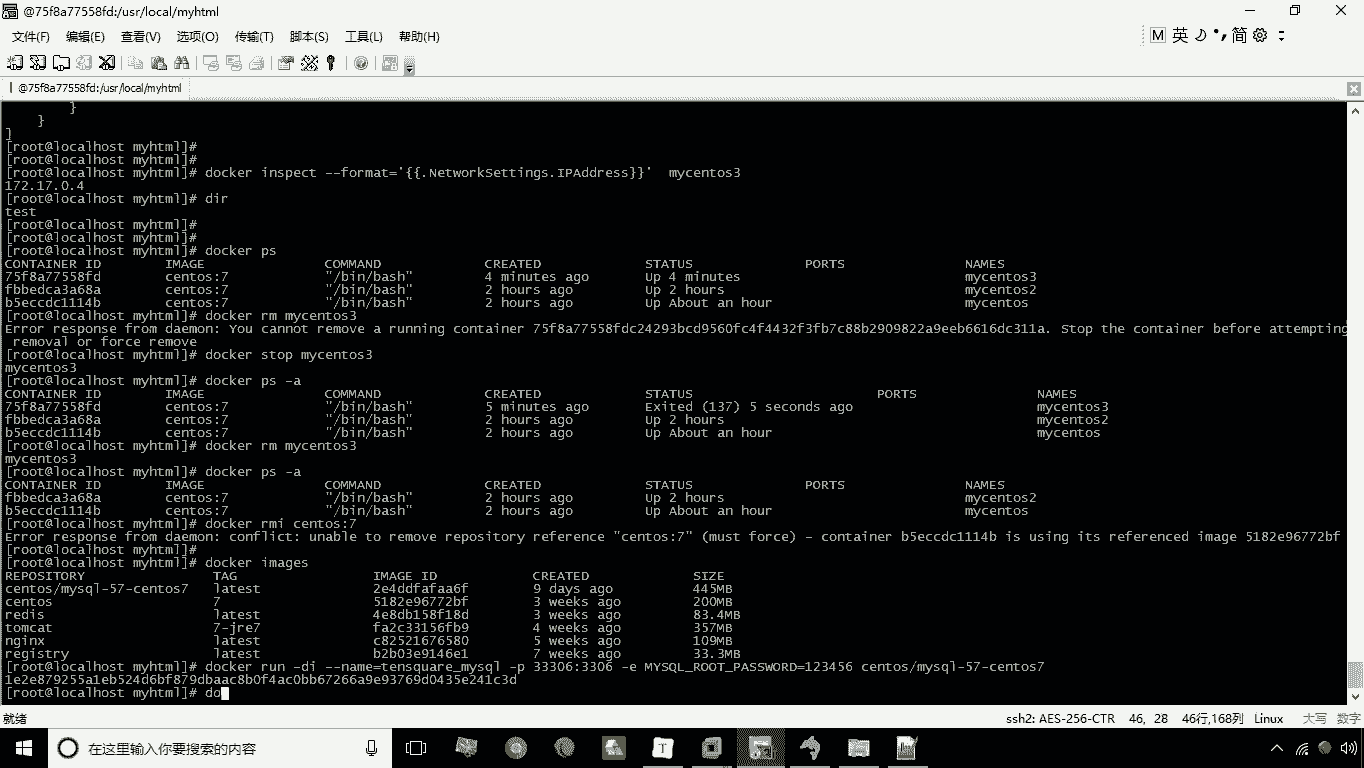 @75f8a77558fd:/usr/local/myhtml
文件(F) 编辑(E) 查看(V) 选项(O) 传输(T) 脚本(S) 工具(L) 帮助(H)
M 英 简
@75f8a77558fd:/usr/local/myhtml
}
}
]
[root@localhost myhtml]#
[root@localhost myhtml]#
[root@localhost myhtml]# docker inspect --format='{{.NetworkSettings.IPAddress}}' mycentos3
172.17.0.4
[root@localhost myhtml]# dir
test
[root@localhost myhtml]#
[root@localhost myhtml]#
[root@localhost myhtml]# docker ps
CONTAINER ID IMAGE COMMAND CREATED STATUS PORTS NAMES
75f8a77558fd centos:7 "/bin/bash" 4 minutes ago Up 4 minutes mycentos3
fbbedca3a68a centos:7 "/bin/bash" 2 hours ago Up 2 hours mycentos2
b5eccdc1114b centos:7 "/bin/bash" 2 hours ago Up About an hour mycentos
[root@localhost myhtml]# docker rm mycentos3
Error response from daemon: You cannot remove a running container 75f8a77558fdc24293bcd9560fc4f4432f3fb7c88b2909822a9eeb6616dc311a. Stop the container before attempting
removal or force remove
[root@localhost myhtml]# docker stop mycentos3
mycentos3
[root@localhost myhtml]# docker ps -a
CONTAINER ID IMAGE COMMAND CREATED STATUS PORTS NAMES
75f8a77558fd centos:7 "/bin/bash" 5 minutes ago Exited (137) 5 seconds ago mycentos3
fbbedca3a68a centos:7 "/bin/bash" 2 hours ago Up 2 hours mycentos2
b5eccdc1114b centos:7 "/bin/bash" 2 hours ago Up About an hour mycentos
[root@localhost myhtml]# docker rm mycentos3
mycentos3
[root@localhost myhtml]# docker ps -a
CONTAINER ID IMAGE COMMAND CREATED STATUS PORTS NAMES
fbbedca3a68a centos:7 "/bin/bash" 2 hours ago Up 2 hours mycentos2
b5eccdc1114b centos:7 "/bin/bash" 2 hours ago Up About an hour mycentos
[root@localhost myhtml]# docker rmi centos:7
Error response from daemon: conflict: unable to remove repository reference "centos:7" (must force) - container b5eccdc1114b is using its referenced image 5182e96772bf
[root@localhost myhtml]#
[root@localhost myhtml]# docker images
REPOSITORY TAG IMAGE ID CREATED SIZE
centos/mysql-57-centos7 latest 2e4ddfafaa6f 9 days ago 445MB
centos 7 5182e96772bf 3 weeks ago 200MB
redis latest 4e8db158f18d 3 weeks ago 83.4MB
tomcat 7-jre7 fa2c33156fb9 4 weeks ago 357MB
nginx latest c82521676580 5 weeks ago 109MB
registry latest b2b03e9146e1 7 weeks ago 33.3MB
[root@localhost myhtml]# docker run -di --name=tensquare_mysql -p 33306:3306 -e MYSQL_ROOT_PASSWORD=123456 centos/mysql-57-centos7
1e2e879255a1eb524d6bf879dbaac8b0f4ac0bb67266a9e93769d0435e241c3d
[root@localhost myhtml]# do
就绪 ssh2: AES-256-CTR 46, 28 46行,168列 Linux 大写 数字
在这里输入你要搜索的内容
T